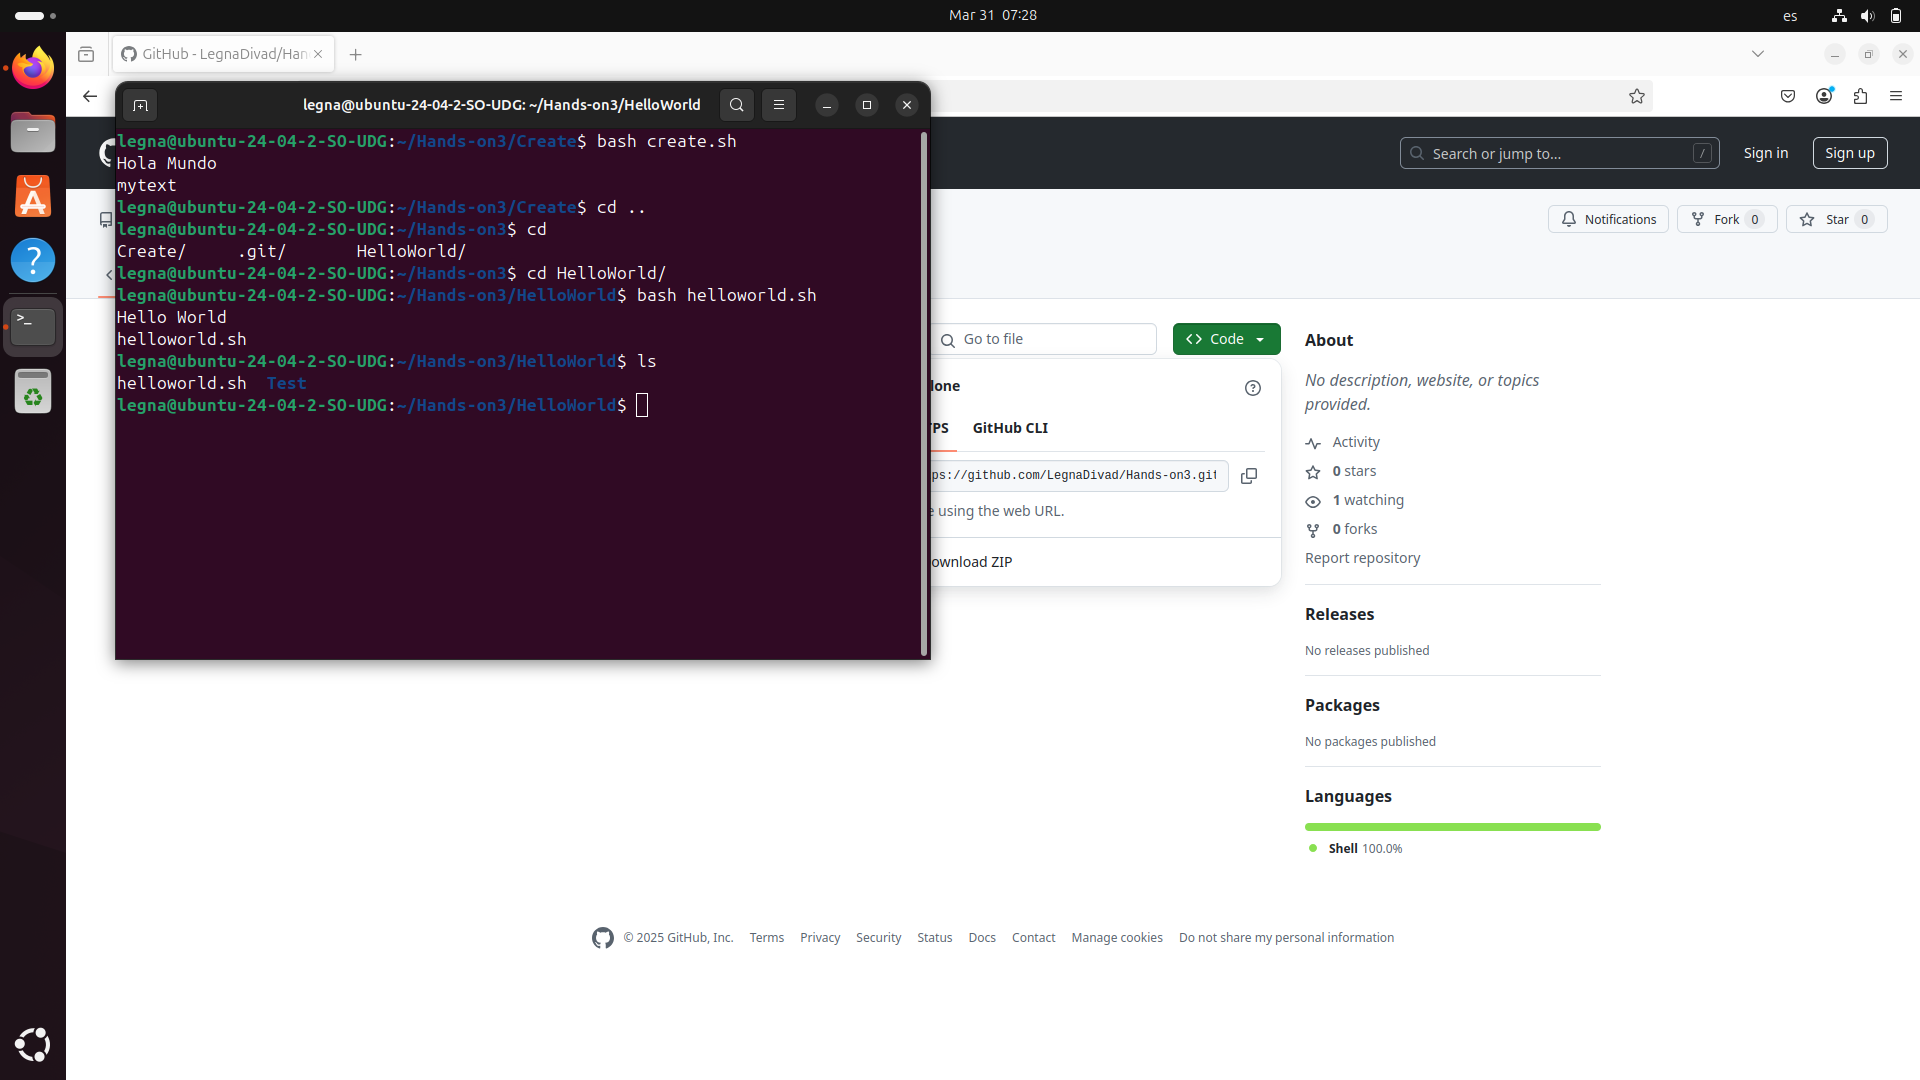 Mar 31 07:28
es
GitHub - LegnaDivad/Han
legna@ubuntu-24-04-2-SO-UDG: ~/Hands-on3/HelloWorld
legna@ubuntu-24-04-2-SO-UDG:~/Hands-on3/Create$ bash create.sh
Hola Mundo
mytext
legna@ubuntu-24-04-2-SO-UDG:~/Hands-on3/Create$ cd ..
legna@ubuntu-24-04-2-SO-UDG:~/Hands-on3$ cd
Create/ .git/ HelloWorld/
legna@ubuntu-24-04-2-SO-UDG:~/Hands-on3$ cd HelloWorld/
legna@ubuntu-24-04-2-SO-UDG:~/Hands-on3/HelloWorld$ bash helloworld.sh
Hello World
helloworld.sh
legna@ubuntu-24-04-2-SO-UDG:~/Hands-on3/HelloWorld$ ls
helloworld.sh Test
legna@ubuntu-24-04-2-SO-UDG:~/Hands-on3/HelloWorld$
Search or jump to... /
Sign in
Sign up
Notifications
Fork 0
Star 0
Go to file
Code
lone
PS
GitHub CLI
ps://github.com/LegnaDivad/Hands-on3.git
e using the web URL.
ownload ZIP
About
No description, website, or topics
provided.
Activity
0 stars
1 watching
0 forks
Report repository
Releases
No releases published
Packages
No packages published
Languages
Shell 100.0%
© 2025 GitHub, Inc. Terms Privacy Security Status Docs Contact Manage cookies Do not share my personal information